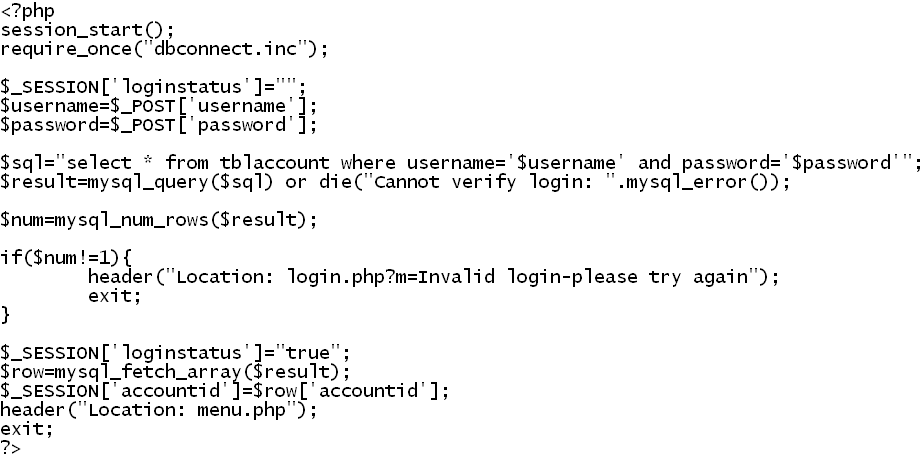 <?php
session_start();
require_once("dbconnect.inc");

$_SESSION['loginstatus']="";
$username=$_POST['username'];
$password=$_POST['password'];

$sql="select * from tblaccount where username='$username' and password='$password'";
$result=mysql_query($sql) or die("Cannot verify login: ".mysql_error());

$num=mysql_num_rows($result);

if($num!=1){
        header("Location: login.php?m=Invalid login-please try again");
        exit;
}

$_SESSION['loginstatus']="true";
$row=mysql_fetch_array($result);
$_SESSION['accountid']=$row['accountid'];
header("Location: menu.php");
exit;
?>